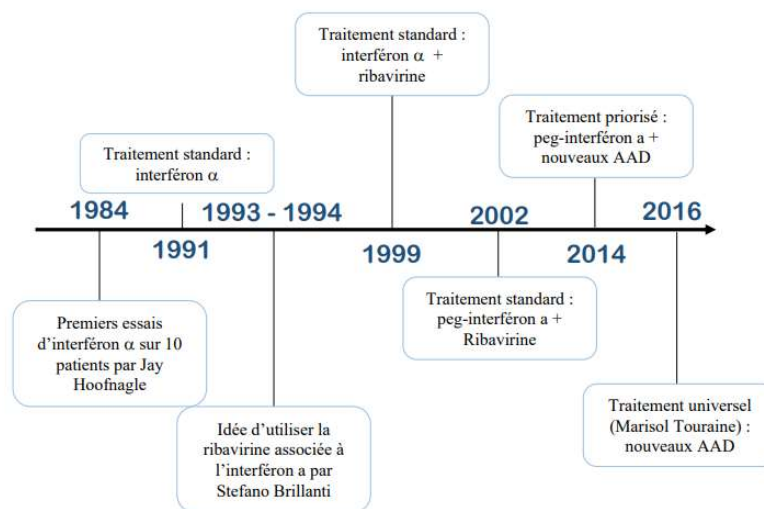 Traitement standard :
interféron α +
ribavirine
Traitement priorisé :
peg-interféron a +
nouveaux AAD
Traitement standard :
interféron α
1984
1993 - 1994
2002
2016
1991
1999
2014
Premiers essais
d’interféron α sur 10
patients par Jay
Hoofnagle
Traitement standard :
peg-interféron a +
Ribavirine
Idée d’utiliser la
ribavirine associée à
l’interféron a par
Stefano Brillanti
Traitement universel
(Marisol Touraine) :
nouveaux AAD